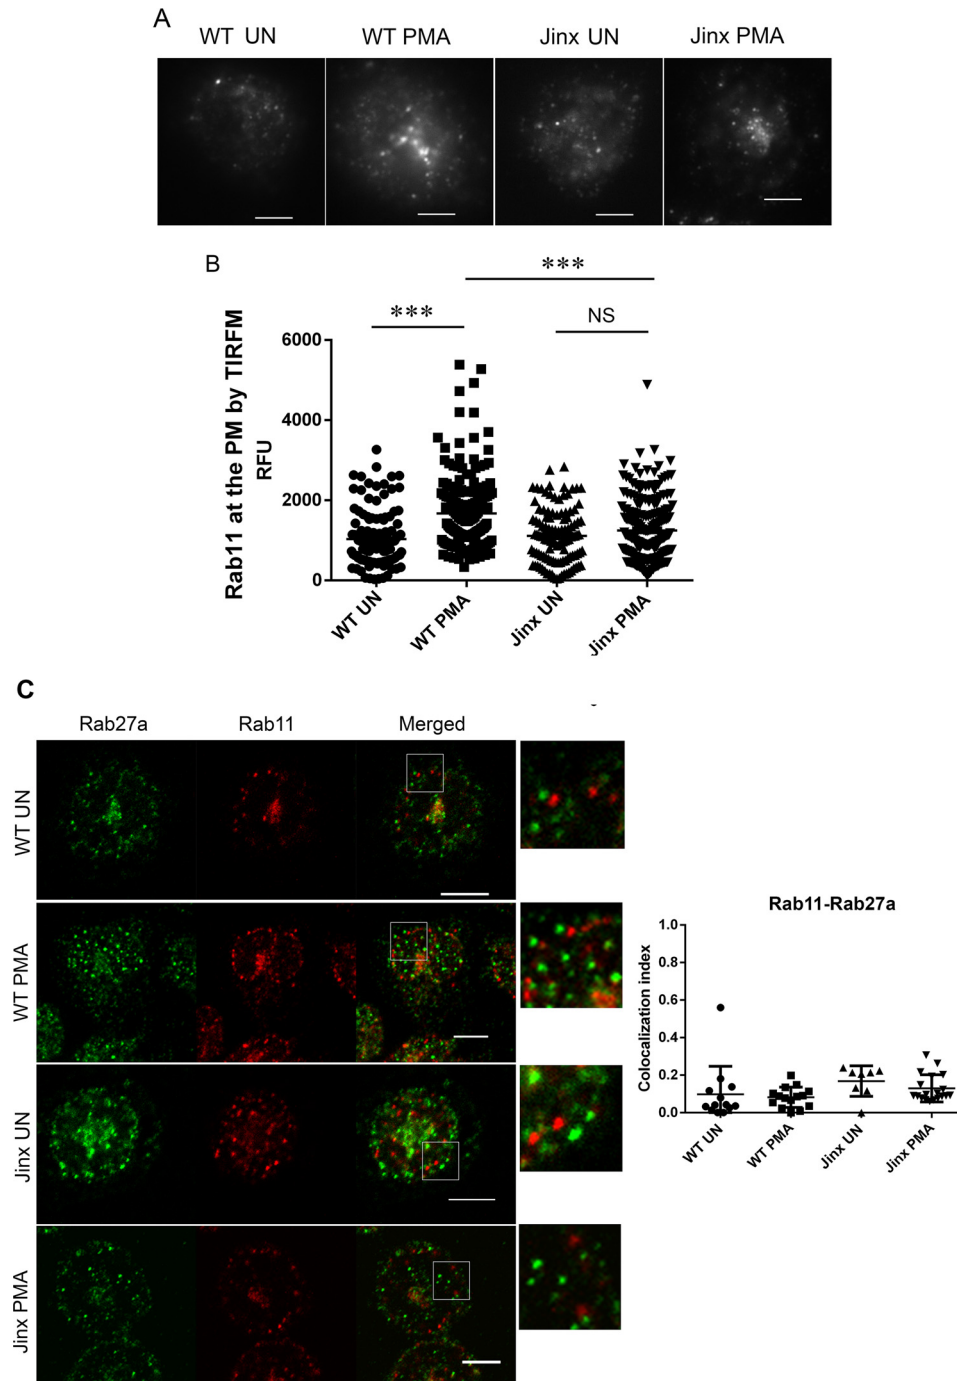 A
WT UN
WT PMA
Jinx UN
Jinx PMA
B
***
***
NS
Rab11 at the PM by TIRFM
RFU
6000
4000
2000
0
WT UN
WT PMA
Jinx UN
Jinx PMA
C
Rab27a
Rab11
Merged
WT UN
WT PMA
Jinx UN
Jinx PMA
Rab11-Rab27a
Colocalization index
1.0
0.8
0.6
0.4
0.2
0.0
WT UN
WT PMA
Jinx UN
Jinx PMA